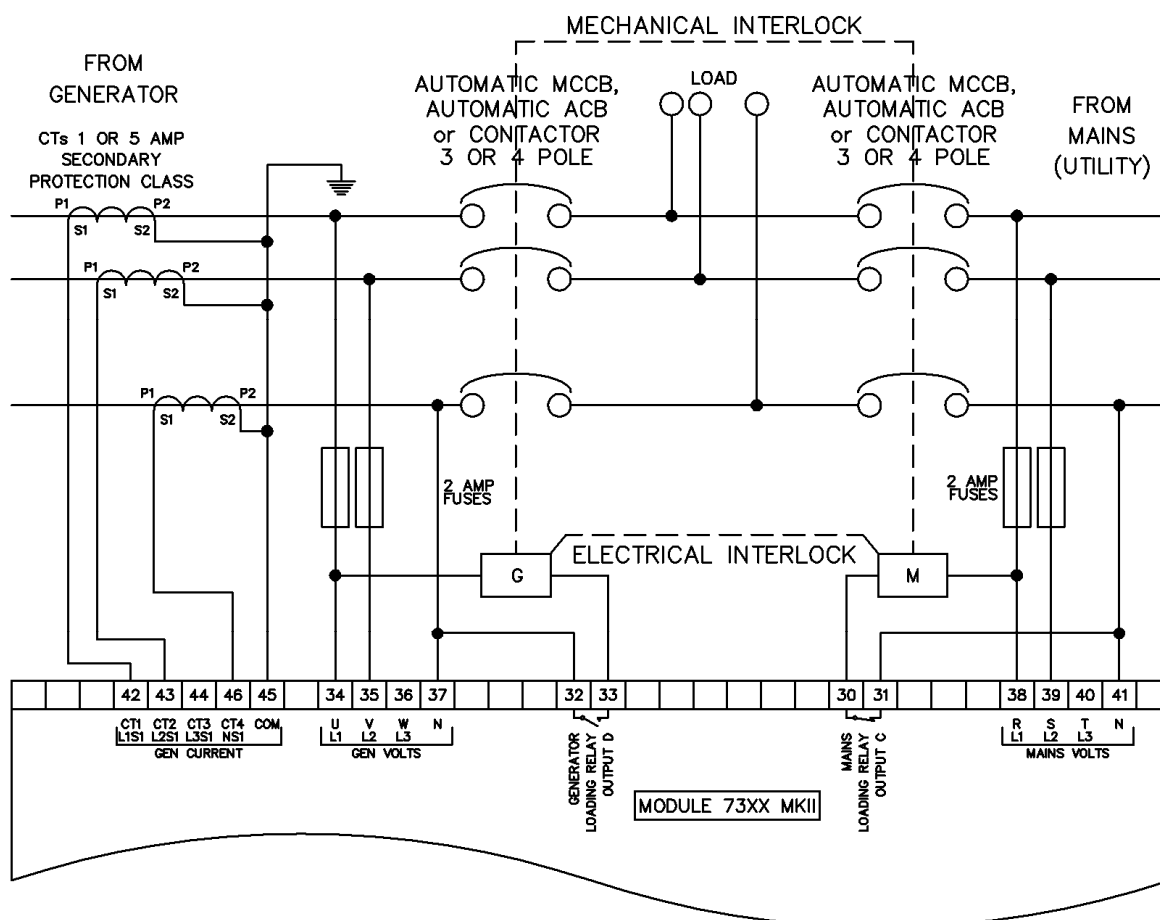 MECHANICAL INTERLOCK
FROM
GENERATOR
CTs 1 OR 5 AMP
SECONDARY
PROTECTION CLASS
AUTOMATIC MCCB,
AUTOMATIC ACB
or CONTACTOR
3 OR 4 POLE
LOAD
AUTOMATIC MCCB,
AUTOMATIC ACB
or CONTACTOR
3 OR 4 POLE
FROM
MAINS
(UTILITY)
P1 P2
S1 S2
P1 P2
S1 S2
P1 P2
S1 S2
2 AMP
FUSES
2 AMP
FUSES
ELECTRICAL INTERLOCK
G
M
42 43 44 46 45 34 35 36 37 32 33 30 31 38 39 40 41
CT1 CT2 CT3 CT4 COM
L1S1 L2S1 L3S1 NS1
GEN CURRENT
U V W N
L1 L2 L3
GEN VOLTS
GENERATOR
LOADING RELAY
OUTPUT D
MAINS
LOADING RELAY
OUTPUT C
R S T N
L1 L2 L3
MAINS VOLTS
MODULE 73XX MKII